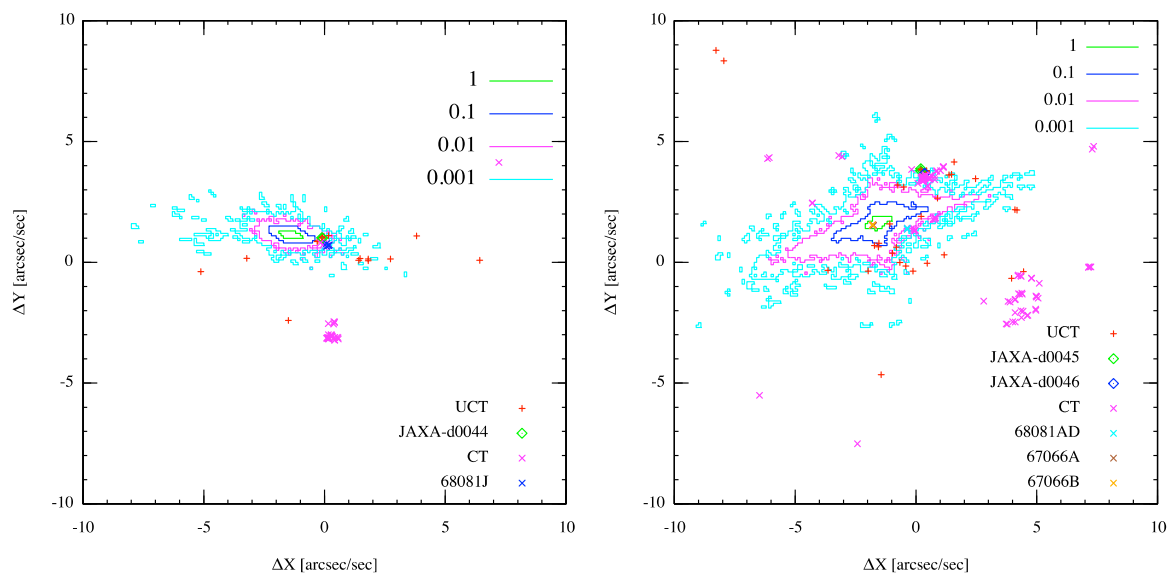 10
5
0
-5
-10
-10
-5
0
5
10
ΔY [arcsec/sec]
ΔX [arcsec/sec]
1
0.1
0.01
0.001
UCT
JAXA-d0044
CT
68081J
10
5
0
-5
-10
-10
-5
0
5
10
ΔY [arcsec/sec]
ΔX [arcsec/sec]
1
0.1
0.01
0.001
UCT
JAXA-d0045
JAXA-d0046
CT
68081AD
67066A
67066B